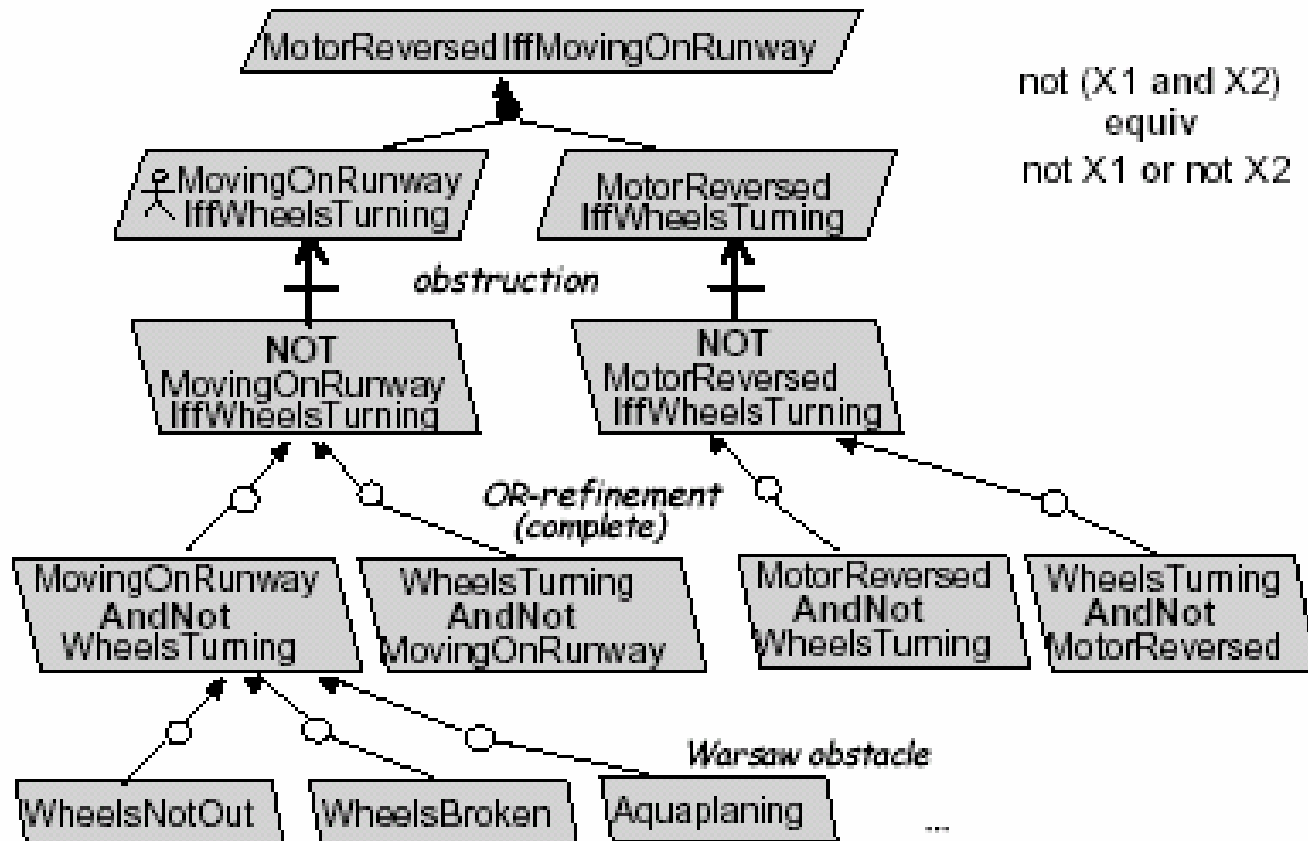 MotorReversedIffMovingOnRunway
not (X1 and X2)
equiv
not X1 or not X2
MovingOnRunway
IffWheelsTurning
MotorReversed
IffWheelsTurning
obstruction
NOT
MovingOnRunway
IffWheelsTurning
NOT
MotorReversed
IffWheelsTurning
OR-refinement
(complete)
MovingOnRunway
AndNot
WheelsTurning
WheelsTurning
AndNot
MovingOnRunway
MotorReversed
AndNot
WheelsTurning
WheelsTurning
AndNot
MotorReversed
Warsaw obstacle
WheelsNotOut
WheelsBroken
Aquaplaning
...